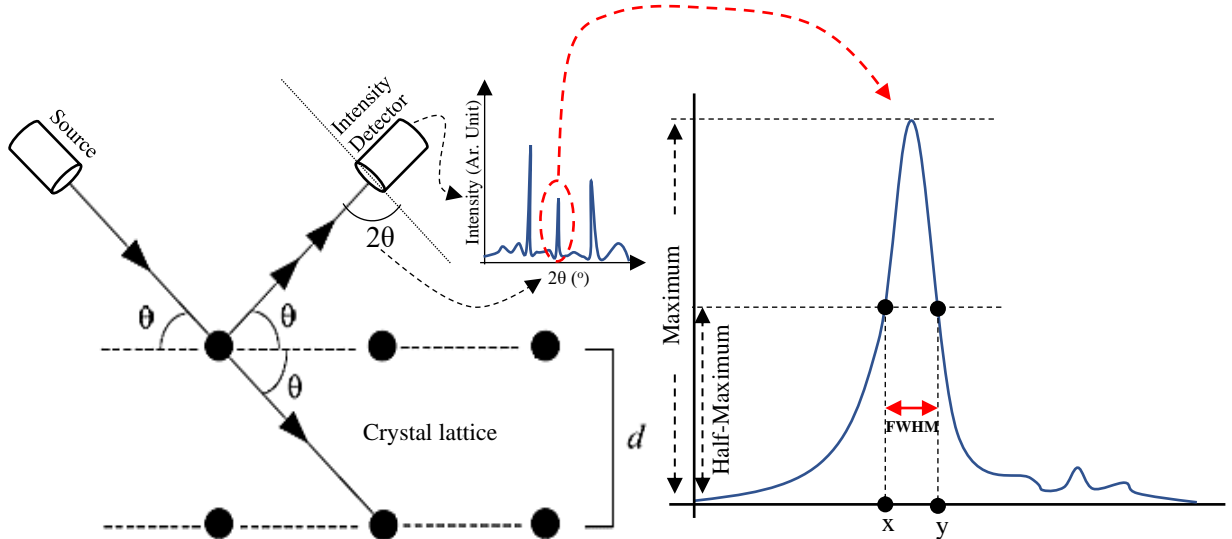 Source
Intensity
Detector
2θ
θ
θ
θ
Crystal lattice
d
Intensity (Ar. Unit)
2θ (°)
Maximum
Half-Maximum
FWHM
x
y